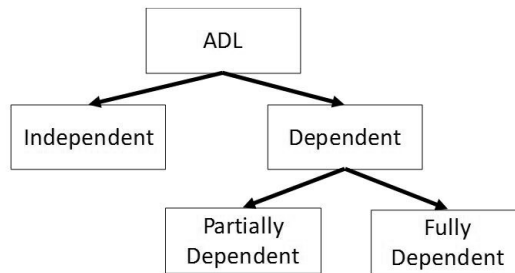 ADL
Independent
Dependent
Partially
Dependent
Fully
Dependent